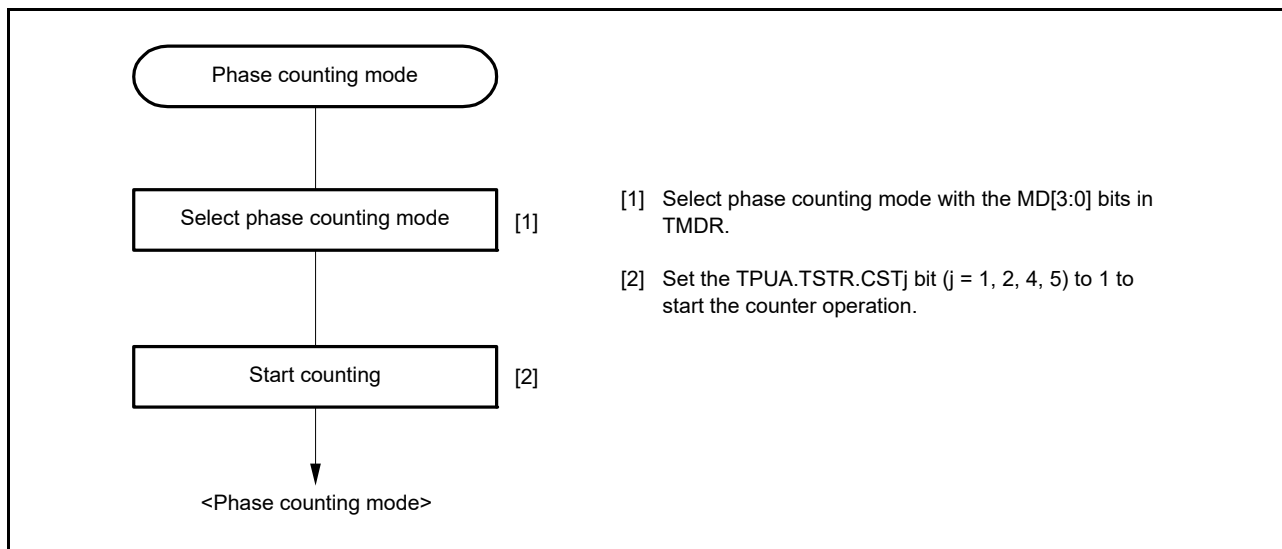 Phase counting mode
Select phase counting mode [1]
Start counting [2]
<Phase counting mode>
[1] Select phase counting mode with the MD[3:0] bits in
TMDR.
[2] Set the TPUA.TSTR.CSTj bit (j = 1, 2, 4, 5) to 1 to
start the counter operation.